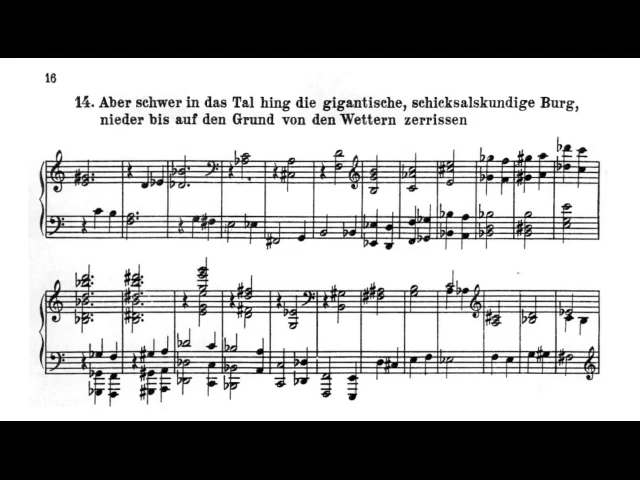 16
14. Aber schwer in das Tal hing die gigantische, schicksalskundige Burg,
nieder bis auf den Grund von den Wettern zerrissen